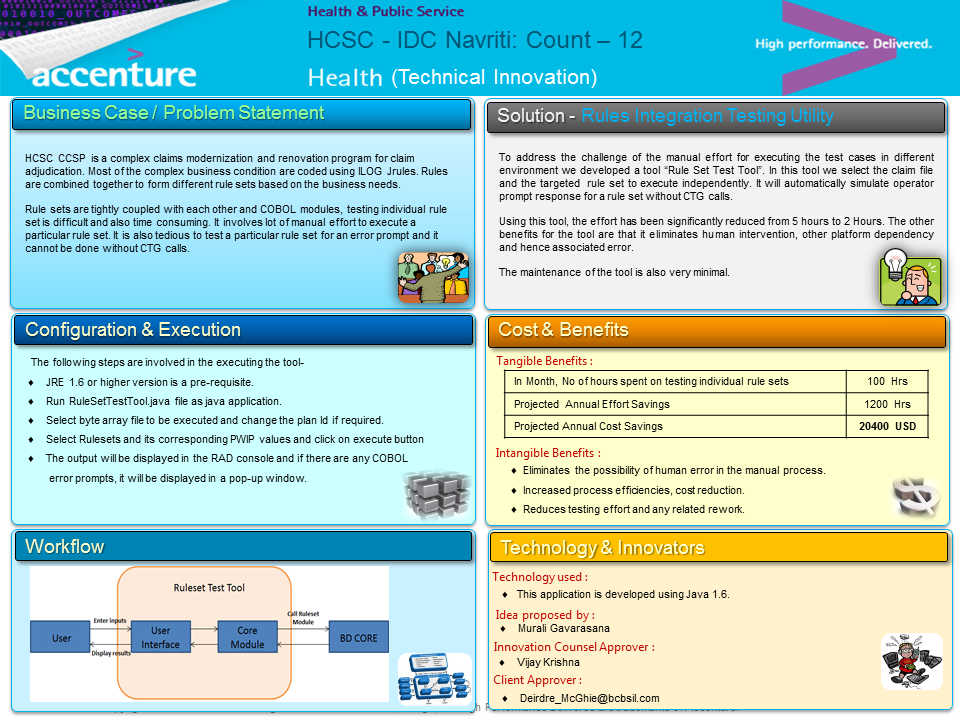 Health & Public Service
HCSC - IDC Navriti: Count – 12
Health (Technical Innovation)
accenture
High performance. Delivered.
Business Case / Problem Statement
HCSC CCSP is a complex claims modernization and renovation program for claim
adjudication. Most of the complex business condition are coded using ILOG Jrules. Rules
are combined together to form different rule sets based on the business needs.
Rule sets are tightly coupled with each other and COBOL modules, testing individual rule
set is difficult and also time consuming. It involves lot of manual effort to execute a
particular rule set. It is also tedious to test a particular rule set for an error prompt and it
cannot be done without CTG calls.
Solution - Rules Integration Testing Utility
To address the challenge of the manual effort for executing the test cases in different
environment we developed a tool “Rule Set Test Tool”. In this tool we select the claim file
and the targeted rule set to execute independently. It will automatically simulate operator
prompt response for a rule set without CTG calls.
Using this tool, the effort has been significantly reduced from 5 hours to 2 Hours. The other
benefits for the tool are that it eliminates human intervention, other platform dependency
and hence associated error.
The maintenance of the tool is also very minimal.
Configuration & Execution
The following steps are involved in the executing the tool-
♦ JRE 1.6 or higher version is a pre-requisite.
♦ Run RuleSetTestTool.java file as java application.
♦ Select byte array file to be executed and change the plan Id if required.
♦ Select Rulesets and its corresponding PWIP values and click on execute button
♦ The output will be displayed in the RAD console and if there are any COBOL
error prompts, it will be displayed in a pop-up window.
Cost & Benefits
Tangible Benefits :
In Month, No of hours spent on testing individual rule sets 100 Hrs
Projected Annual Effort Savings 1200 Hrs
Projected Annual Cost Savings 20400 USD
Intangible Benefits :
♦ Eliminates the possibility of human error in the manual process.
♦ Increased process efficiencies, cost reduction.
♦ Reduces testing effort and any related rework.
Workflow
Ruleset Test Tool
User
Enter inputs
Display results
User
Interface
Core
Module
Call Ruleset
Module
BD CORE
Technology & Innovators
Technology used :
♦ This application is developed using Java 1.6.
Idea proposed by :
♦ Murali Gavarasana
Innovation Counsel Approver :
♦ Vijay Krishna
Client Approver :
♦ Deirdre_McGhie@bcbsil.com